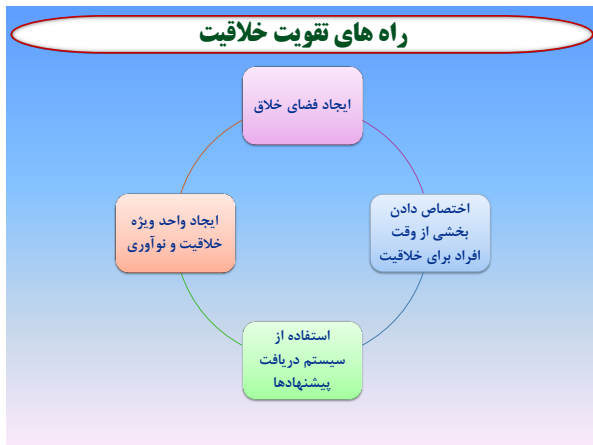 راه های تقویت خلاقیت
ایجاد فضای خلاق
اختصاص دادن
بخشی از وقت
افراد برای خلاقیت
استفاده از
سیستم دریافت
پیشنهادها
ایجاد واحد ویژه
خلاقیت و نوآوری